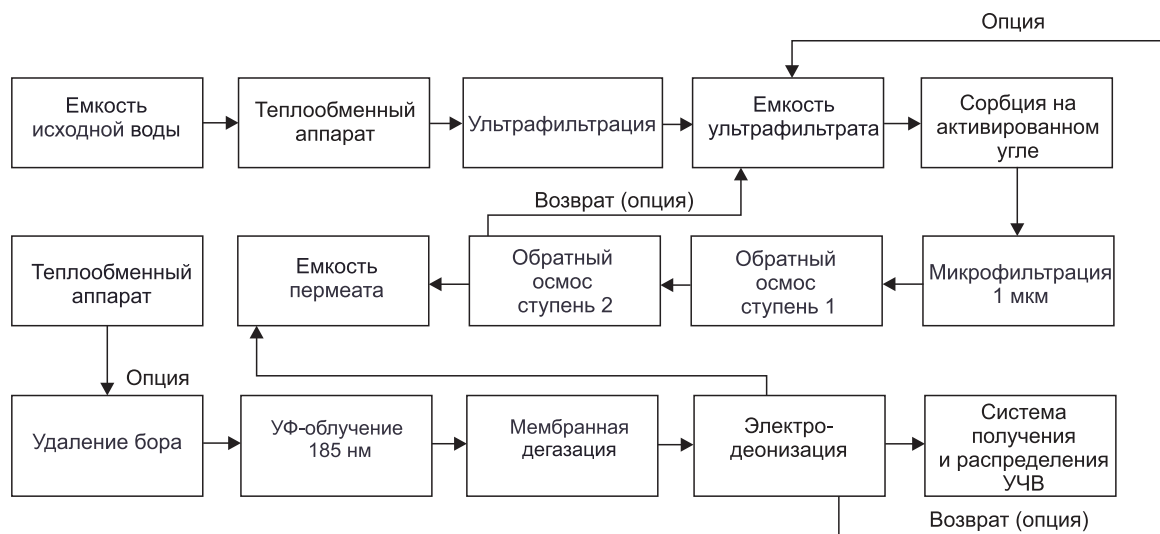 Опция
Емкость
исходной воды
Теплообменный
аппарат
Ультрафильтрация
Емкость
ультрафильтрата
Сорбция на
активированном
угле
Возврат (опция)
Теплообменный
аппарат
Емкость
пермеата
Обратный
осмос
ступень 2
Обратный
осмос
ступень 1
Микрофильтрация
1 мкм
Опция
Удаление бора
УФ-облучение
185 нм
Мембранная
дегазация
Электро-
деонизация
Система
получения
и распределения
УЧВ
Возврат (опция)